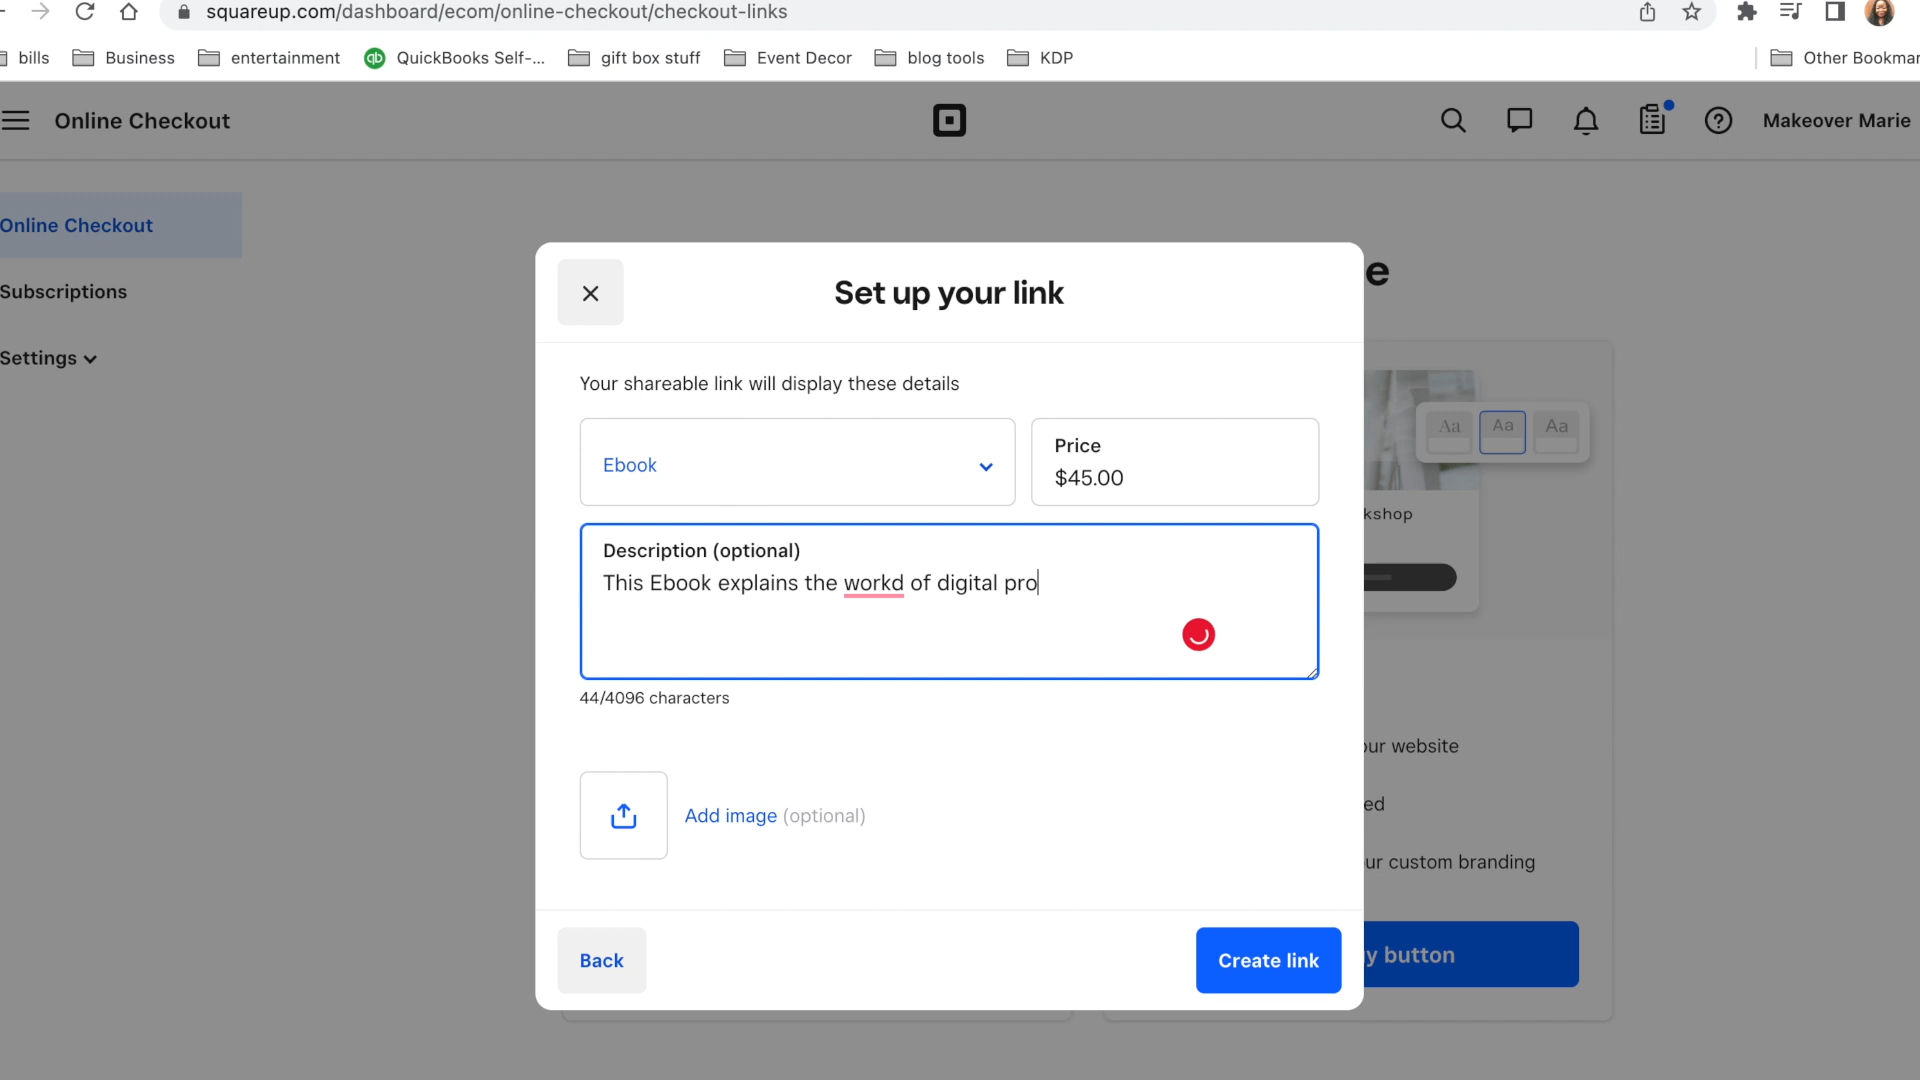 squareup.com/dashboard/ecom/online-checkout/checkout-links
bills Business entertainment QuickBooks Self-... gift box stuff Event Decor blog tools KDP Other Bookmar
Online Checkout Makeover Marie
Online Checkout
Subscriptions
Settings
Set up your link
e
Your shareable link will display these details
Ebook
Price
$45.00
Aa Aa Aa
kshop
Description (optional)
This Ebook explains the workd of digital pro
44/4096 characters
our website
ed
Add image (optional)
ur custom branding
Back
Create link
y button